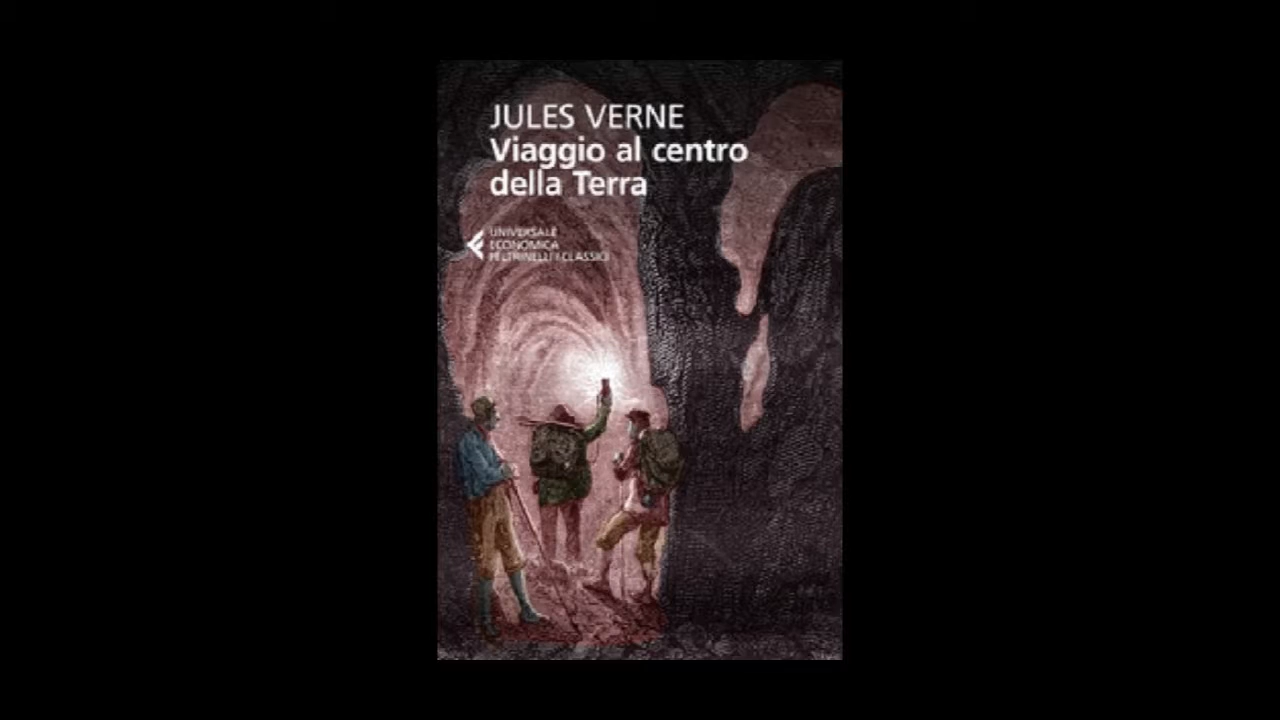 JULES VERNE
Viaggio al centro
della Terra
UNIVERSALE
ECONOMICA
FELTRINELLI / CLASSICI